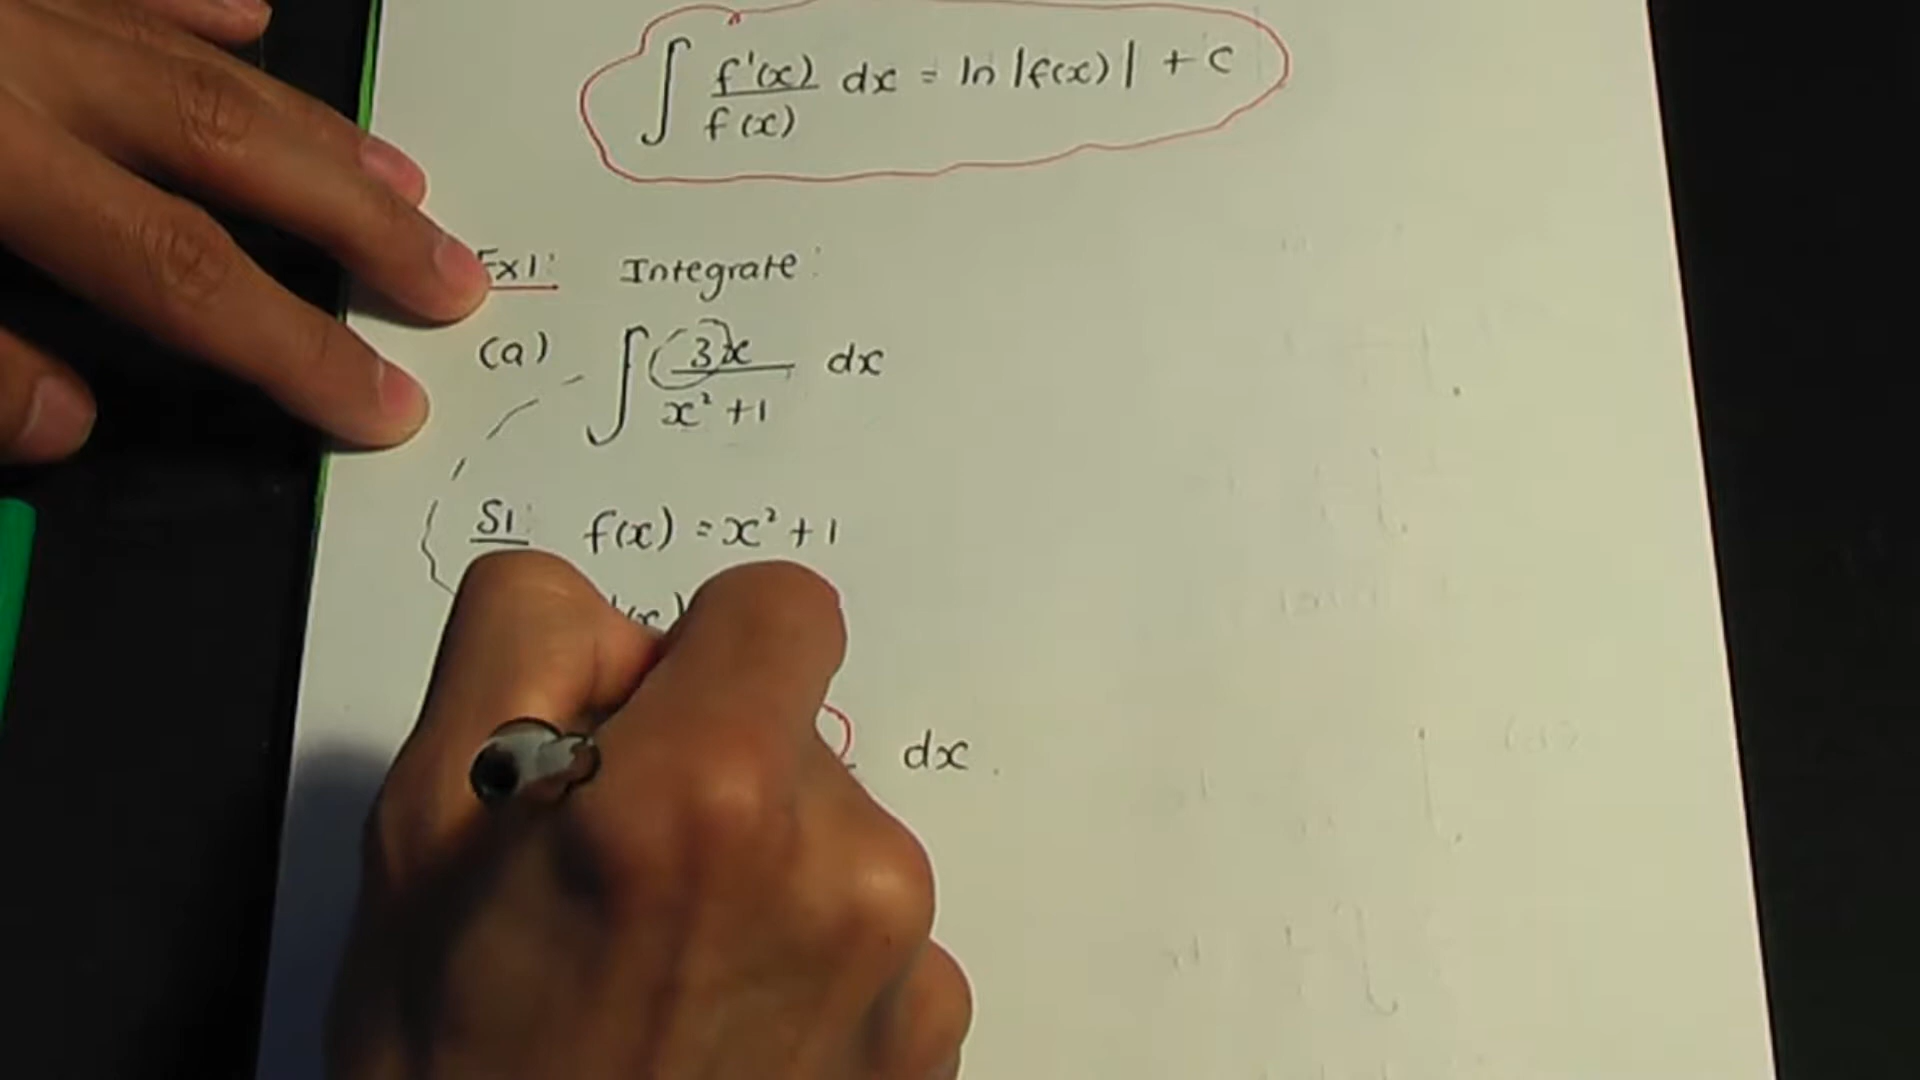 ∫ f'(x)/f(x) dx = ln |f(x)| + C
Ex1: Integrate:
(a) ∫ 3x/x² +1 dx
S1: f(x) = x² + 1
'(x)
dx.